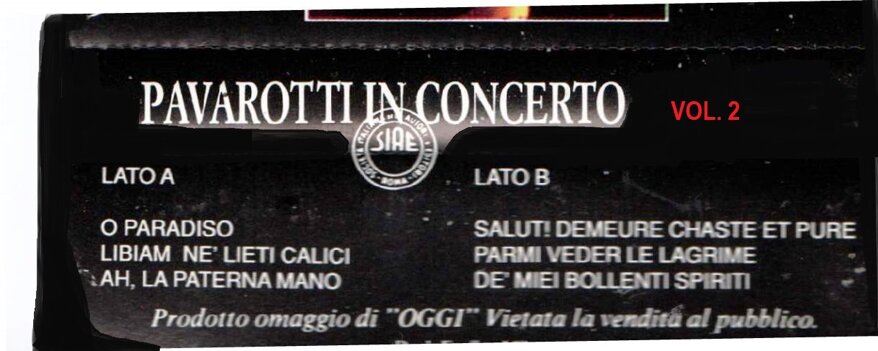 PAVAROTTI IN CONCERTO VOL. 2
SIAE
ROMA
LATO A
O PARADISO
LIBIAM NE' LIETI CALICI
AH, LA PATERNA MANO
LATO B
SALUT! DEMEURE CHASTE ET PURE
PARMI VEDER LE LAGRIME
DE' MIEI BOLLENTI SPIRITI
Prodotto omaggio di "OGGI" Vietata la vendita al pubblico.